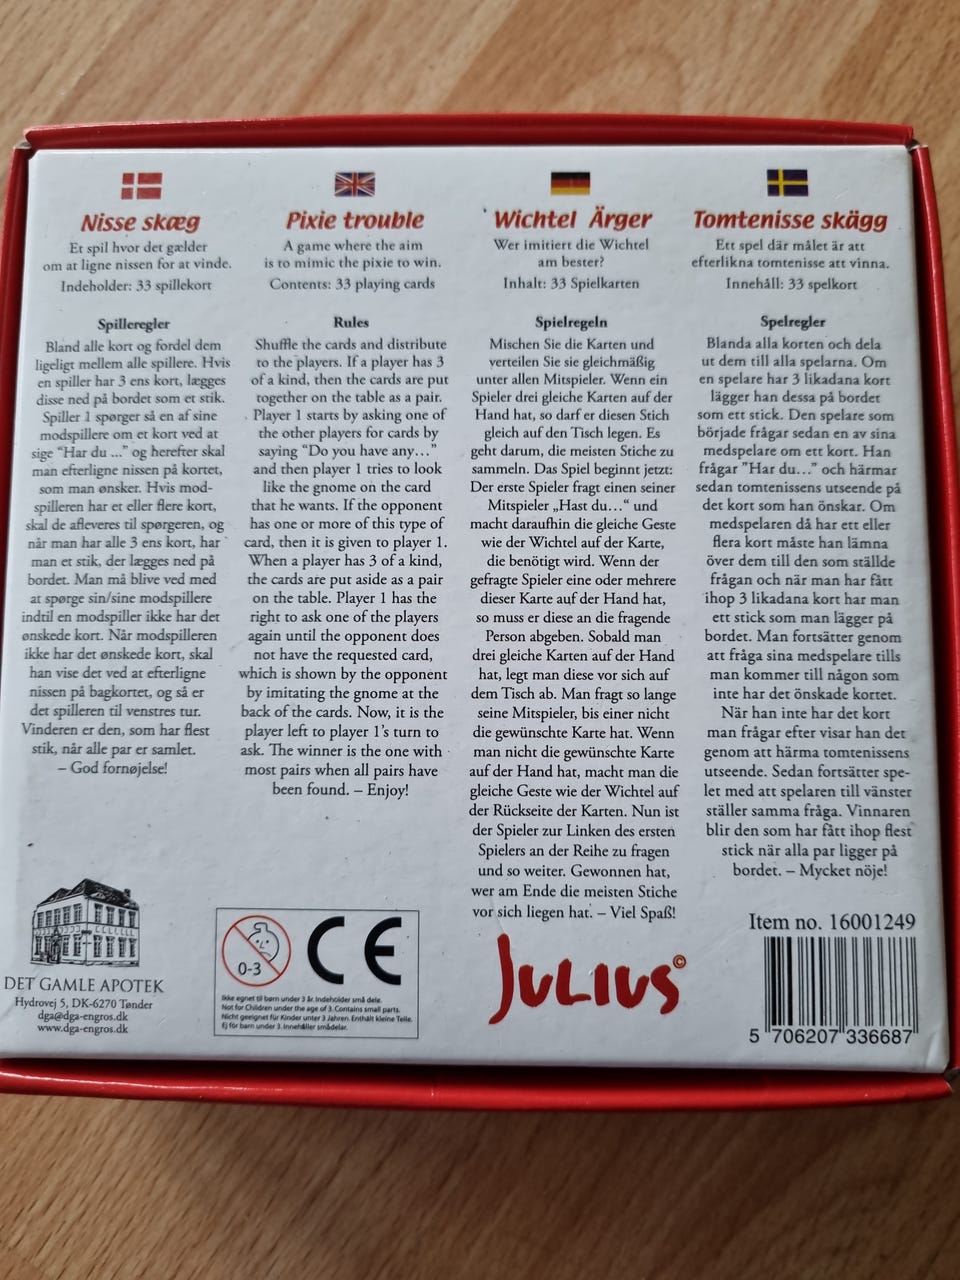 Nisse skæg
Et spil hvor det gælder
om at ligne nissen for at vinde.
Indeholder: 33 spillekort
Spilleregler
Bland alle kort og fordel dem
ligeligt mellem alle spillere. Hvis
en spiller har 3 ens kort, lægges
disse ned på bordet som et stik.
Spiller 1 spørger så en af sine
modspillere om et kort ved at
sige "Har du ..." og herefter skal
man efterligne nissen på kortet,
som man ønsker. Hvis mod-
spilleren har et eller flere kort,
skal de afleveres til spørgeren, og
når man har alle 3 ens kort, har
man et stik, der lægges ned på
bordet. Man må blive ved med
at spørge sin/sine modspillere
indtil en modspiller ikke har det
ønskede kort. Når modspilleren
ikke har det ønskede kort, skal
han vise det ved at efterligne
nissen på bagkortet, og så er
det spilleren til venstres tur.
Vinderen er den, som har flest
stik, når alle par er samlet.
– God fornøjelse!
Pixie trouble
A game where the aim
is to mimic the pixie to win.
Contents: 33 playing cards
Rules
Shuffle the cards and distribute
to the players. If a player has 3
of a kind, then the cards are put
together on the table as a pair.
Player 1 starts by asking one of
the other players for cards by
saying "Do you have any..."
and then player 1 tries to look
like the gnome on the card
that he wants. If the opponent
has one or more of this type of
card, then it is given to player 1.
When a player has 3 of a kind,
the cards are put aside as a pair
on the table. Player 1 has the
right to ask one of the players
again until the opponent does
not have the requested card,
which is shown by the opponent
by imitating the gnome at the
back of the cards. Now, it is the
player left to player 1's turn to
ask. The winner is the one with
most pairs when all pairs have
been found. – Enjoy!
Wichtel Ärger
Wer imitiert die Wichtel
am bester?
Inhalt: 33 Spielkarten
Spielregeln
Mischen Sie die Karten und
verteilen Sie sie gleichmäßig
unter allen Mitspieler. Wenn ein
Spieler drei gleiche Karten auf der
Hand hat, so darf er diesen Stich
gleich auf den Tisch legen. Es
geht darum, die meisten Stiche zu
sammeln. Das Spiel beginnt jetzt:
Der erste Spieler fragt einen seiner
Mitspieler „Hast du...“ und
macht daraufhin die gleiche Geste
wie der Wichtel auf der Karte,
die benötigt wird. Wenn der
gefragte Spieler eine oder mehrere
dieser Karte auf der Hand hat,
so muss er diese an die fragende
Person abgeben. Sobald man
drei gleiche Karten auf der Hand
hat, legt man diese vor sich auf
dem Tisch ab. Man fragt so lange
seine Mitspieler, bis einer nicht
die gewünschte Karte hat. Wenn
man nicht die gewünschte Karte
auf der Hand hat, macht man die
gleiche Geste wie der Wichtel auf
der Rückseite der Karten. Nun ist
der Spieler zur Linken des ersten
Spielers an der Reihe zu fragen
und so weiter. Gewonnen hat,
wer am Ende die meisten Stiche
vor sich liegen hat. – Viel Spaß!
Tomtenisse skägg
Ett spel där målet är att
efterlikna tomtenisse att vinna.
Innehåll: 33 spelkort
Spelregler
Blanda alla korten och dela
ut dem till alla spelarna. Om
en spelare har 3 likadana kort
lägger han dessa på bordet
som ett stick. Den spelare som
började frågar sedan en av sina
medspelare om ett kort. Han
frågar "Har du..." och härmar
sedan tomtenissens utseende på
det kort som han önskar. Om
medspelaren då har ett eller
flera kort måste han lämna
över dem till den som ställde
frågan och när man har fått
ihop 3 likadana kort har man
ett stick som man lägger på
bordet. Man fortsätter genom
att fråga sina medspelare tills
man kommer till någon som
inte har det önskade kortet.
När han inte har det kort
man frågar efter visar han det
genom att härma tomtenissens
utseende. Sedan fortsätter spe-
let med att spelaren till vänster
ställer samma fråga. Vinnaren
blir den som har fått ihop flest
stick när alla par ligger på
bordet. – Mycket nöje!
DET GAMLE APOTEK
Hydrovej 5, DK-6270 Tønder
dga@dga-engros.dk
www.dga-engros.dk
0-3
CE
Ikke egnet til børn under 3 år. Indeholder små dele.
Not for Children under the age of 3. Contains small parts.
Nicht geeignet für Kinder unter 3 Jahren. Enthält kleine Teile.
Ej för barn under 3. Innehåller smådelar.
JULIUS©
Item no. 16001249
5 706207 336687